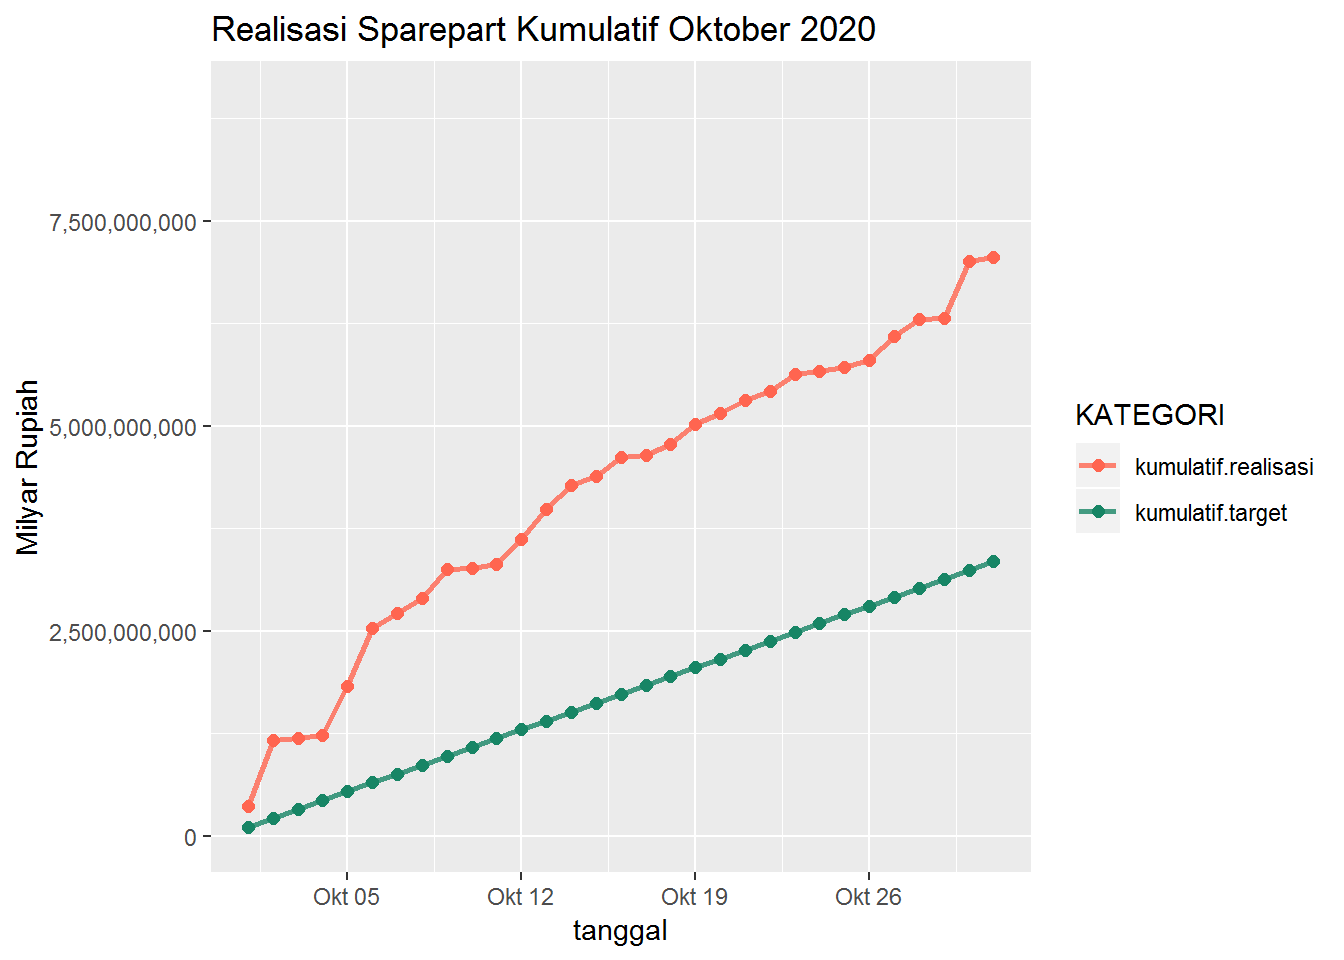 Realisasi Sparepart Kumulatif Oktober 2020
Milyar Rupiah
7,500,000,000
5,000,000,000
2,500,000,000
0
Okt 05
Okt 12
Okt 19
Okt 26
tanggal
KATEGORI
kumulatif.realisasi
kumulatif.target